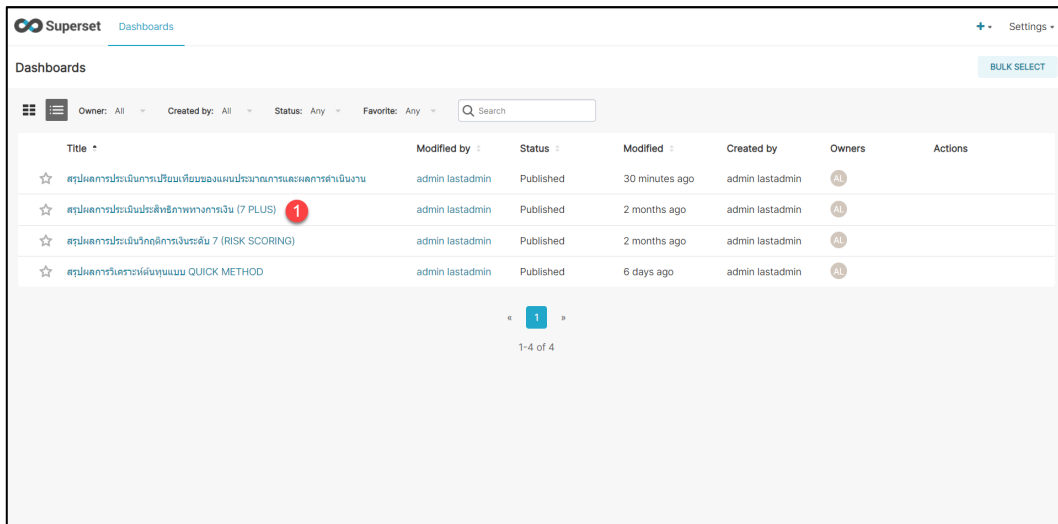 Superset Dashboards + Settings
Dashboards BULK SELECT
Owner: All Created by: All Status: Any Favorite: Any Search
Title Modified by Status Modified Created by Owners Actions
สรุปผลการประเมินการเปรียบเทียบของแผนประมาณการและผลการดำเนินงาน admin lastadmin Published 30 minutes ago admin lastadmin AL
สรุปผลการประเมินประสิทธิภาพทางการเงิน (7 PLUS) 1 admin lastadmin Published 2 months ago admin lastadmin AL
สรุปผลการประเมินวิกฤติการเงินระดับ 7 (RISK SCORING) admin lastadmin Published 2 months ago admin lastadmin AL
สรุปผลการวิเคราะห์ต้นทุนแบบ QUICK METHOD admin lastadmin Published 6 days ago admin lastadmin AL
« 1 »
1-4 of 4